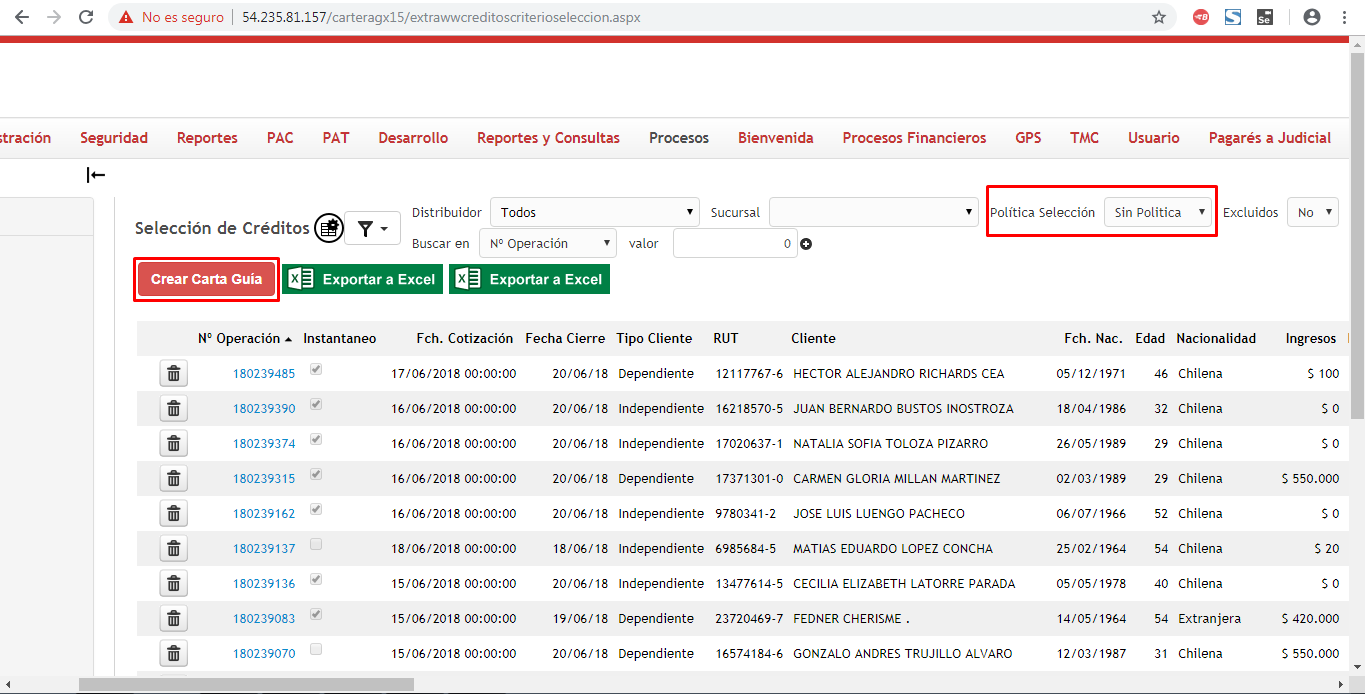 No es seguro 54.235.81.157/carteragx15/extrawwcreditoscriterioseleccion.aspx
stración Seguridad Reportes PAC PAT Desarrollo Reportes y Consultas Procesos Bienvenida Procesos Financieros GPS TMC Usuario Pagarés a Judicial
Selección de Créditos
Distribuidor Todos Sucursal Política Selección Sin Politica Excluidos No
Buscar en Nº Operación valor 0
Crear Carta Guía Exportar a Excel Exportar a Excel
Nº Operación Instantaneo Fch. Cotización Fecha Cierre Tipo Cliente RUT Cliente Fch. Nac. Edad Nacionalidad Ingresos
180239485 17/06/2018 00:00:00 20/06/18 Dependiente 12117767-6 HECTOR ALEJANDRO RICHARDS CEA 05/12/1971 46 Chilena $ 100
180239390 16/06/2018 00:00:00 20/06/18 Independiente 16218570-5 JUAN BERNARDO BUSTOS INOSTROZA 18/04/1986 32 Chilena $ 0
180239374 16/06/2018 00:00:00 20/06/18 Independiente 17020637-1 NATALIA SOFIA TOLOZA PIZARRO 26/05/1989 29 Chilena $ 0
180239315 16/06/2018 00:00:00 20/06/18 Dependiente 17371301-0 CARMEN GLORIA MILLAN MARTINEZ 02/03/1989 29 Chilena $ 550.000
180239162 16/06/2018 00:00:00 20/06/18 Independiente 9780341-2 JOSE LUIS LUENGO PACHECO 06/07/1966 52 Chilena $ 0
180239137 18/06/2018 00:00:00 18/06/18 Independiente 6985684-5 MATIAS EDUARDO LOPEZ CONCHA 25/02/1964 54 Chilena $ 20
180239136 15/06/2018 00:00:00 20/06/18 Independiente 13477614-5 CECILIA ELIZABETH LATORRE PARADA 05/05/1978 40 Chilena $ 0
180239083 15/06/2018 00:00:00 19/06/18 Dependiente 23720469-7 FEDNER CHERISME . 14/05/1964 54 Extranjera $ 420.000
180239070 15/06/2018 00:00:00 20/06/18 Dependiente 16574184-6 GONZALO ANDRES TRUJILLO ALVARO 12/03/1987 31 Chilena $ 550.000